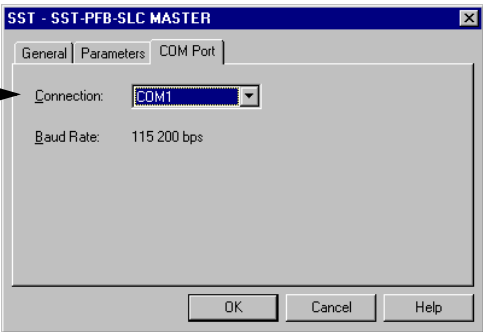 SST - SST-PFB-SLC MASTER
General Parameters COM Port
Connection: COM1
Baud Rate: 115 200 bps
OK Cancel Help